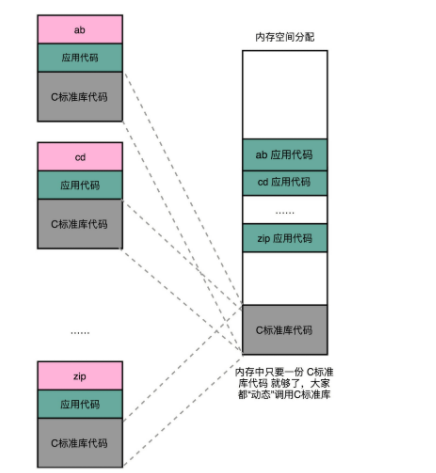 ab
应用代码
C标准库代码
cd
应用代码
C标准库代码
......
zip
应用代码
C标准库代码
内存空间分配
ab 应用代码
cd 应用代码
......
zip 应用代码
C标准库代码
内存中只要一份 C标准
库代码 就够了，大家
都“动态”调用C标准库